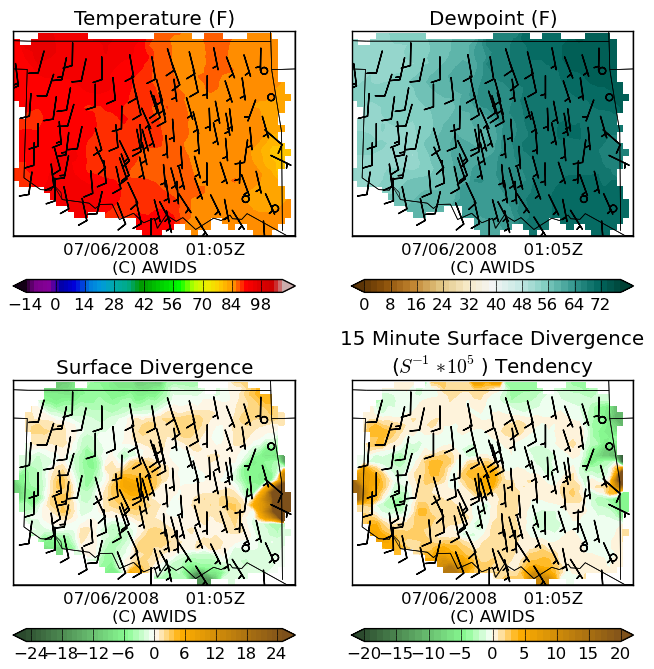 Temperature (F)
Dewpoint (F)
07/06/2008 01:05Z
(C) AWIDS
07/06/2008 01:05Z
(C) AWIDS
−14 0 14 28 42 56 70 84 98
0 8 16 24 32 40 48 56 64 72
Surface Divergence
15 Minute Surface Divergence
(S⁻¹ *10⁵ ) Tendency
07/06/2008 01:05Z
(C) AWIDS
07/06/2008 01:05Z
(C) AWIDS
−24−18−12 −6 0 6 12 18 24
−20−15−10 −5 0 5 10 15 20